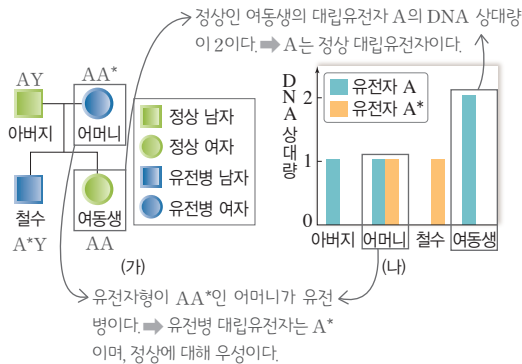 정상인 여동생의 대립유전자 A의 DNA 상대량
이 2이다. ➡ A는 정상 대립유전자이다.
AY
AA*
아버지
어머니
철수
여동생
A*Y
AA
정상 남자
정상 여자
유전병 남자
유전병 여자
(가)
DNA 상대량
유전자 A
유전자 A*
2
1
0
아버지 어머니 철수 여동생
(나)
유전자형이 AA*인 어머니가 유전
병이다. ➡ 유전병 대립유전자는 A*
이며, 정상에 대해 우성이다.